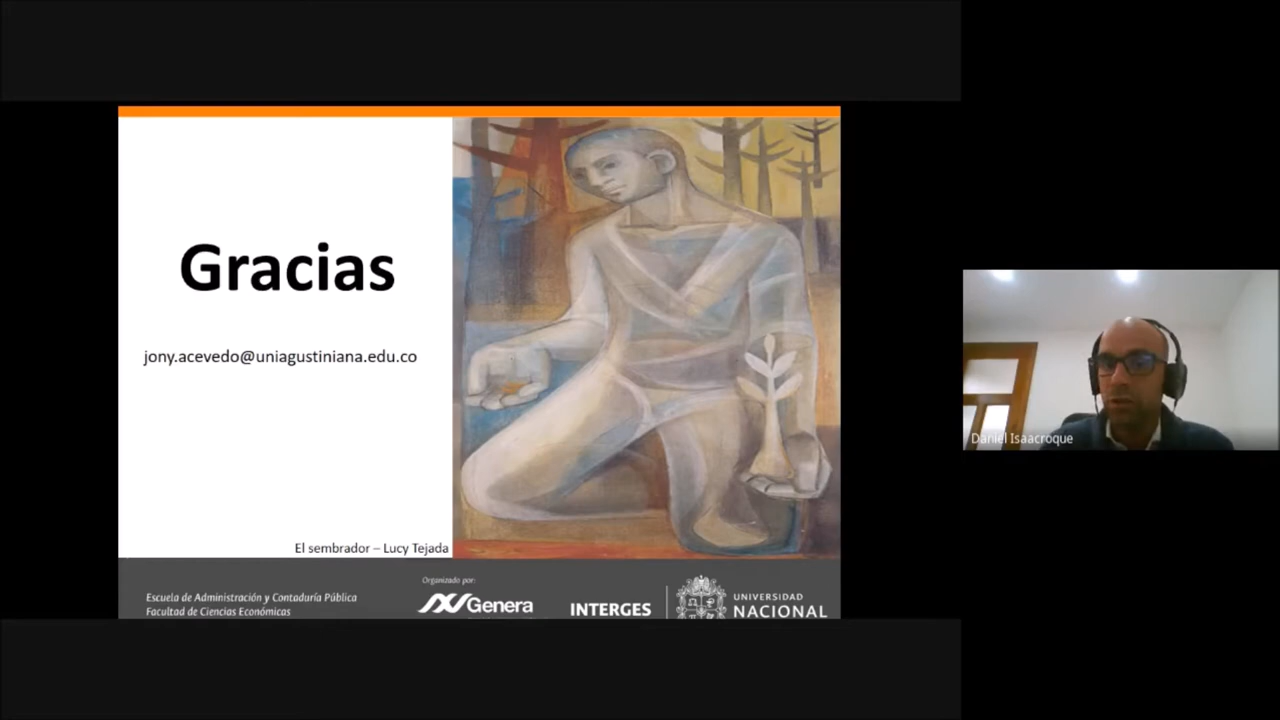 Gracias
jony.acevedo@uniagustiniana.edu.co
El sembrador – Lucy Tejada
Escuela de Administración y Contaduría Pública
Facultad de Ciencias Económicas
Organizado por:
Genera
INTERGES
UNIVERSIDAD
NACIONAL
Daniel Isaacroque